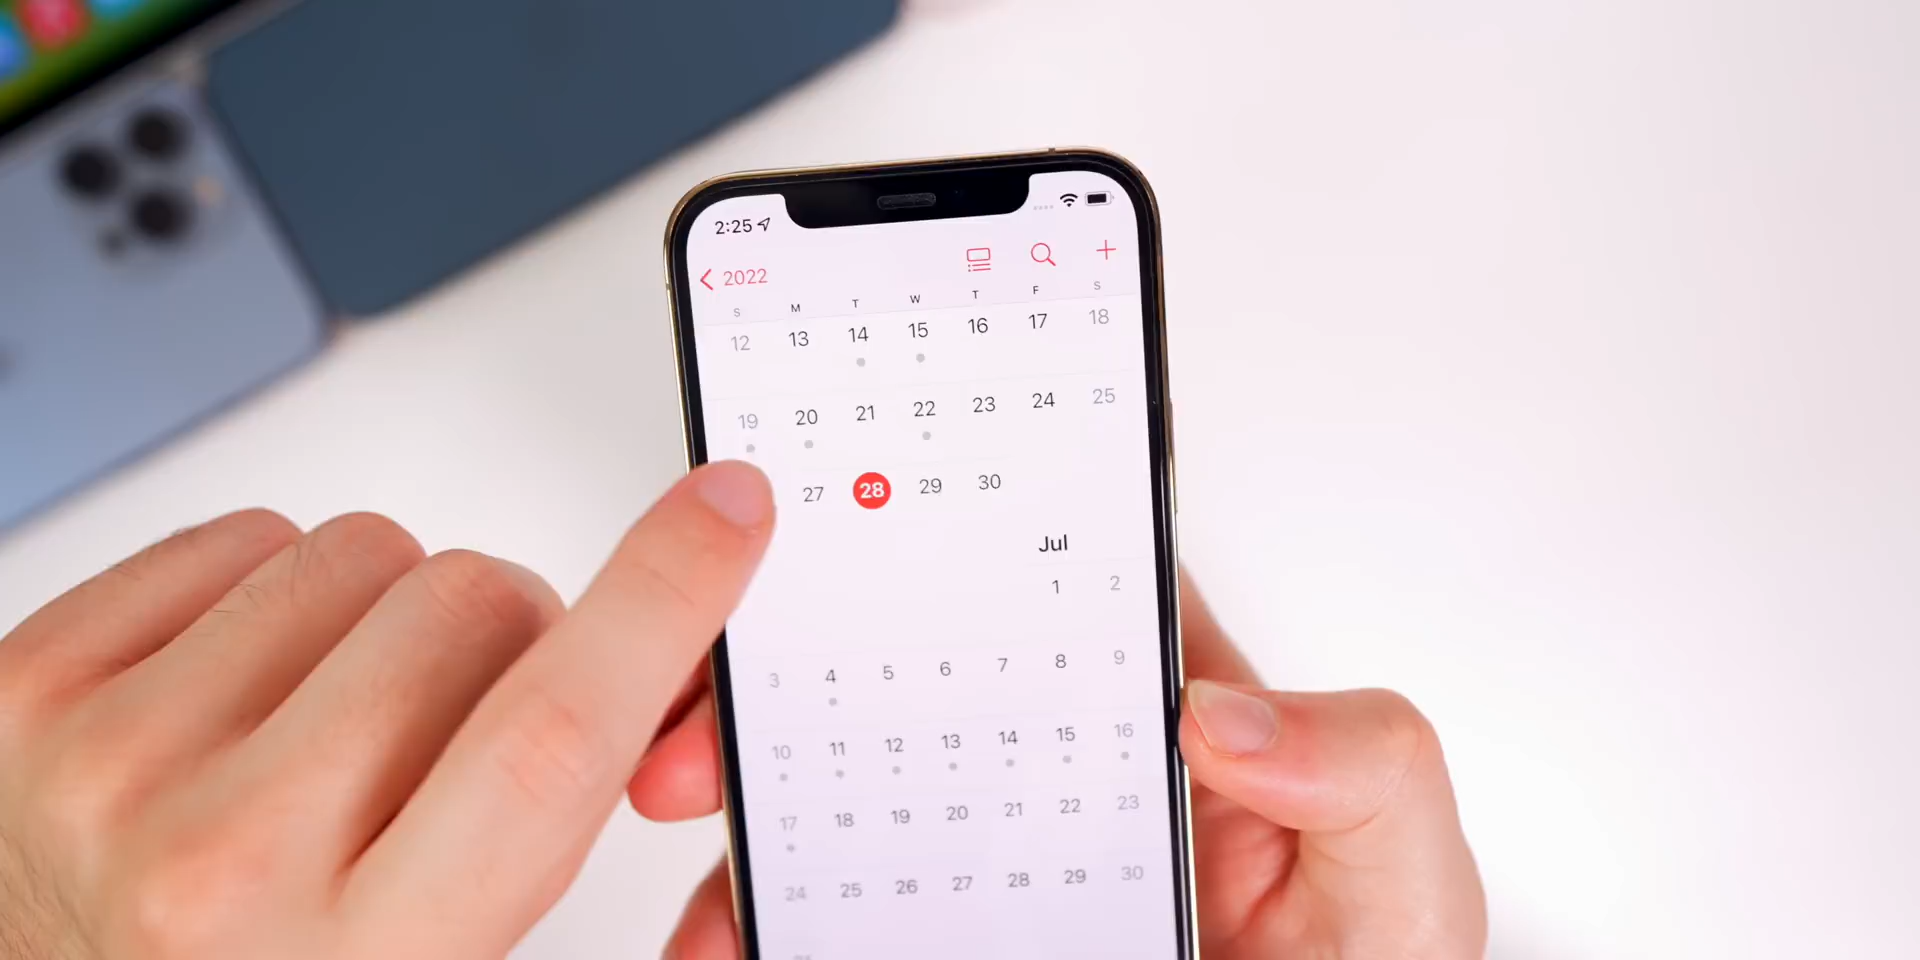 2:25
2022
S M T W T F S
12 13 14 15 16 17 18
19 20 21 22 23 24 25
27 28 29 30
Jul
1 2
3 4 5 6 7 8 9
10 11 12 13 14 15 16
17 18 19 20 21 22 23
24 25 26 27 28 29 30